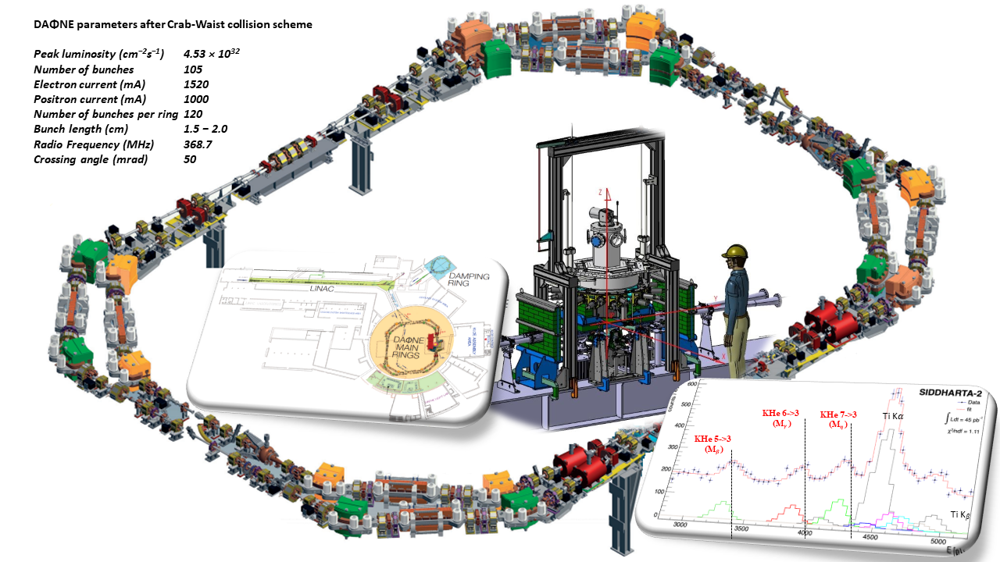 DAΦNE parameters after Crab-Waist collision scheme
Peak luminosity (cm⁻²s⁻¹) 4.53 × 10³²
Number of bunches 105
Electron current (mA) 1520
Positron current (mA) 1000
Number of bunches per ring 120
Bunch length (cm) 1.5 – 2.0
Radio Frequency (MHz) 368.7
Crossing angle (mrad) 50
Z
Y
X
LINAC
DAMPING
RING
DAΦNE
MAIN
RINGS
SIDDHARTA-2
Data
fit
∫Ldt = 45 pb⁻¹
χ²/ndf = 1.11
KHe 5->3
(Mᵦ)
KHe 6->3
(Mᵧ)
KHe 7->3
Ti Kα
Ti Kβ
counts /
600
500
400
300
200
100
0
3000
3500
4000
4500
5000